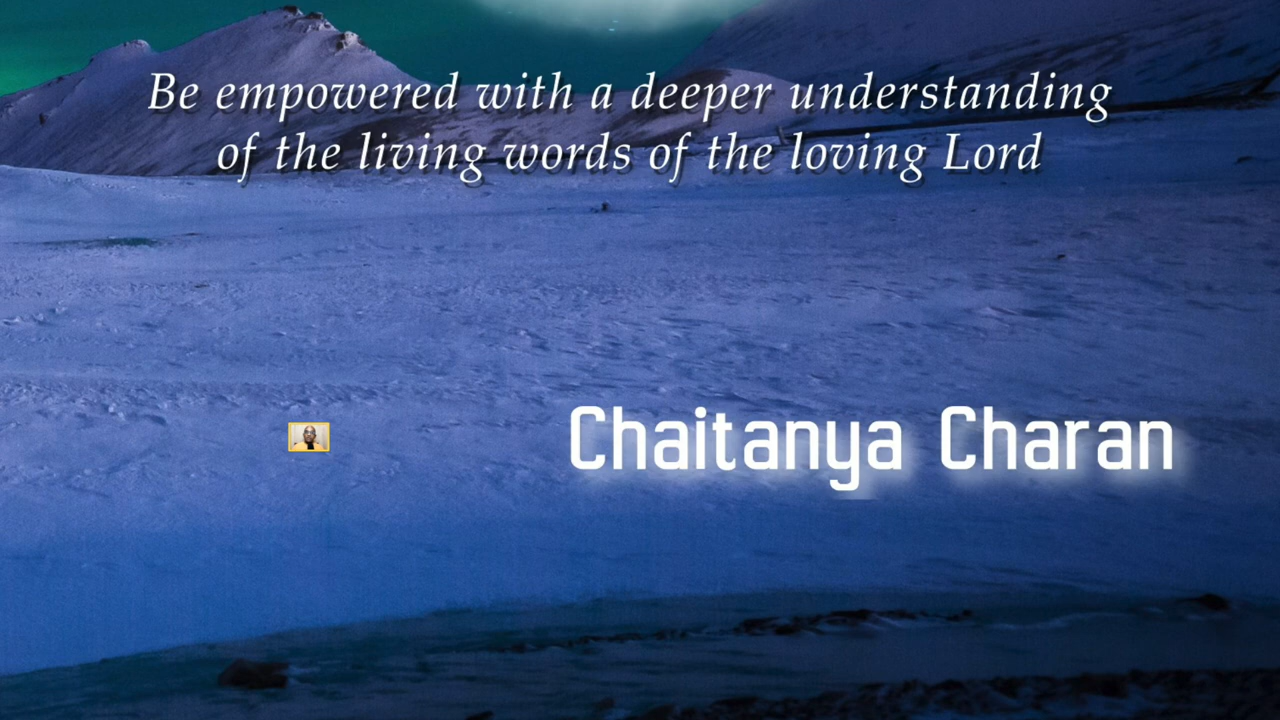 Be empowered with a deeper understanding
of the living words of the loving Lord
Chaitanya Charan